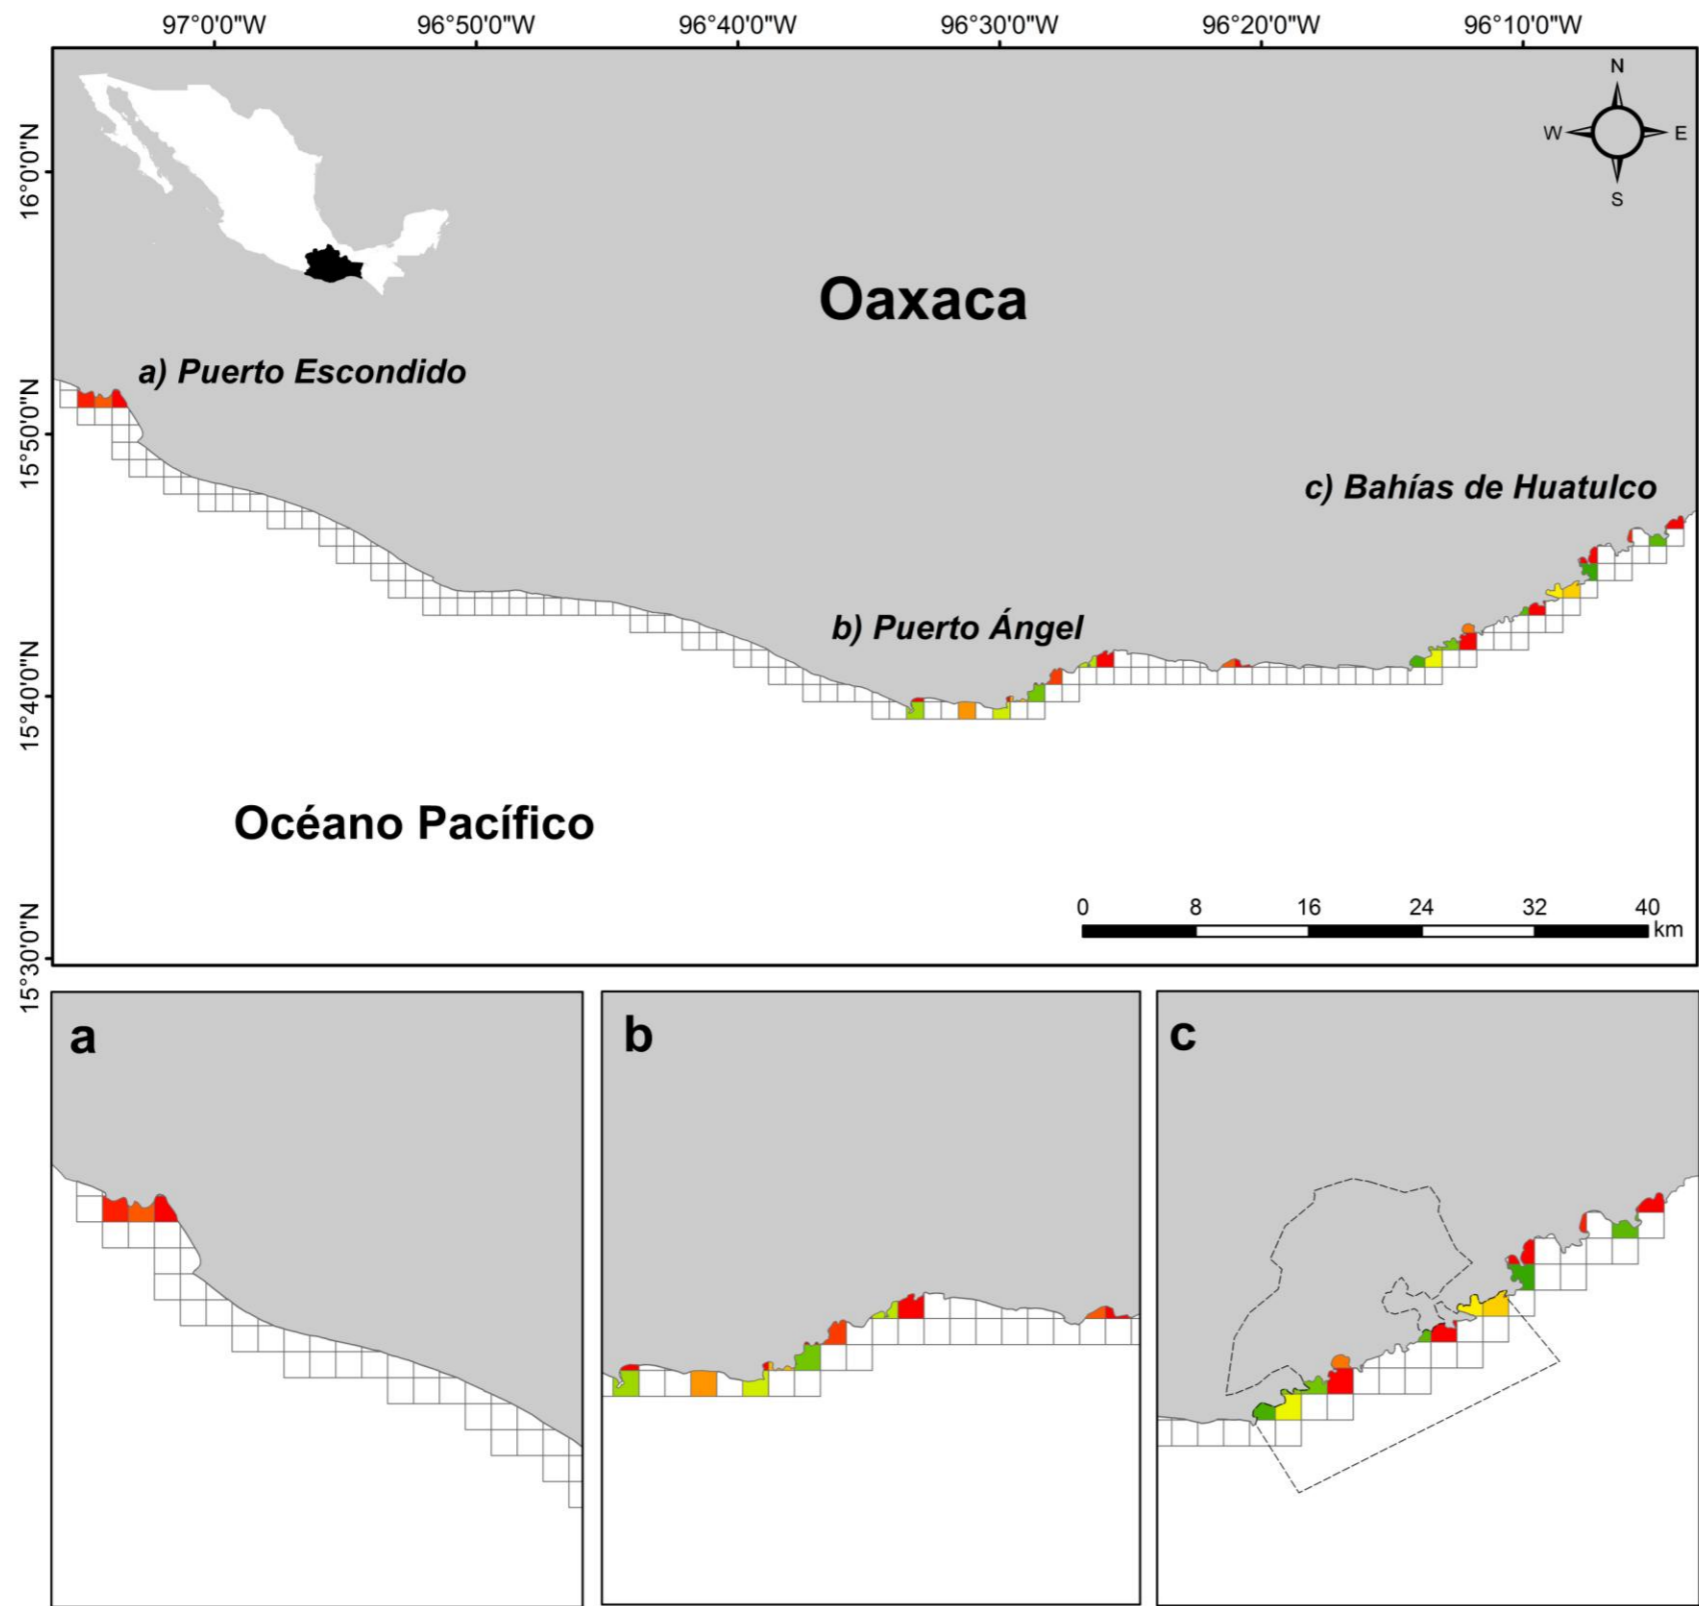 97°0'0"W 96°50'0"W 96°40'0"W 96°30'0"W 96°20'0"W 96°10'0"W
N
W E
S
16°0'0"N
Oaxaca
a) Puerto Escondido
15°50'0"N
c) Bahías de Huatulco
b) Puerto Ángel
15°40'0"N
Océano Pacífico
0 8 16 24 32 40
km
15°30'0"N
a
b
c